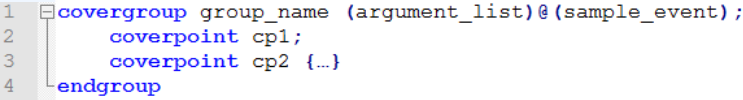 1 covergroup group_name (argument_list)@(sample_event);
2 coverpoint cp1;
3 coverpoint cp2 {…}
4 endgroup